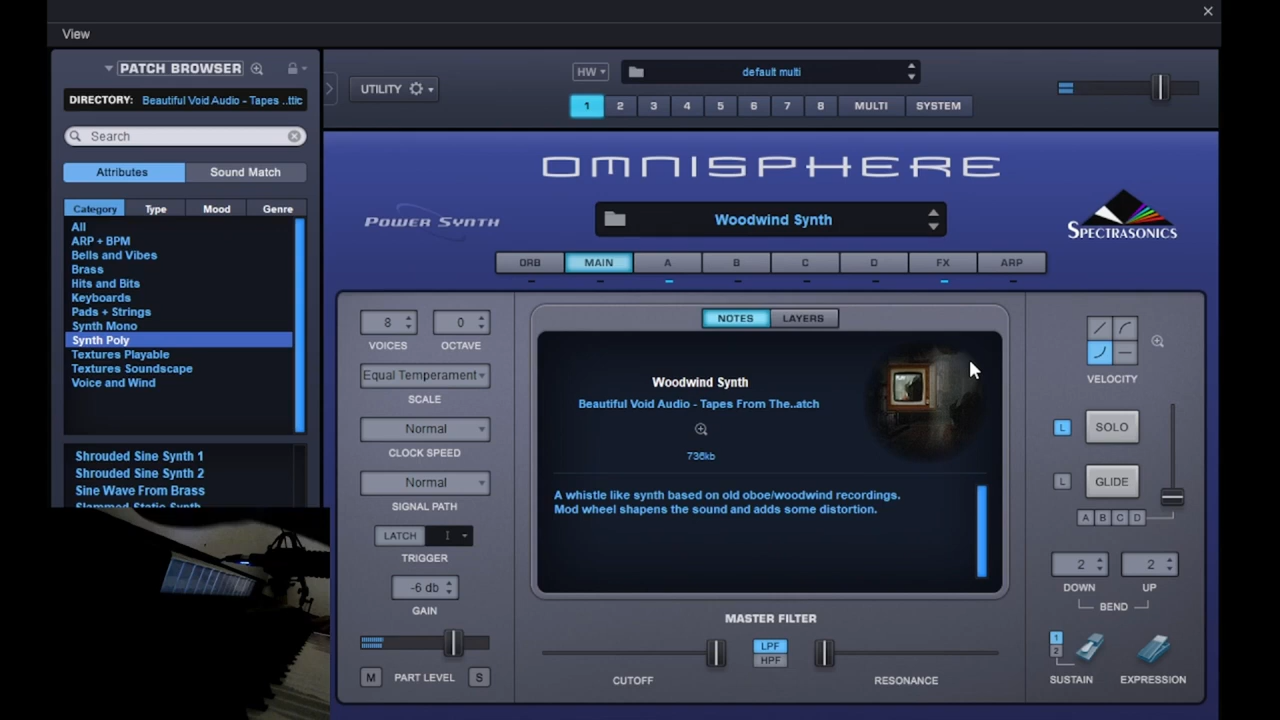 View
PATCH BROWSER
DIRECTORY: Beautiful Void Audio - Tapes ..ttic
Search
Attributes Sound Match
Category Type Mood Genre
All
ARP + BPM
Bells and Vibes
Brass
Hits and Bits
Keyboards
Pads + Strings
Synth Mono
Synth Poly
Textures Playable
Textures Soundscape
Voice and Wind
Shrouded Sine Synth 1
Shrouded Sine Synth 2
Sine Wave From Brass
Slammed Static Synth
UTILITY
HW
default multi
1 2 3 4 5 6 7 8 MULTI SYSTEM
OMNISPHERE
POWER SYNTH
Woodwind Synth
SPECTRASONICS
ORB MAIN A B C D FX ARP
8 0
VOICES OCTAVE
Equal Temperament
SCALE
Normal
CLOCK SPEED
Normal
SIGNAL PATH
LATCH I
TRIGGER
-6 db
GAIN
M PART LEVEL S
NOTES LAYERS
Woodwind Synth
Beautiful Void Audio - Tapes From The..atch
736kb
A whistle like synth based on old oboe/woodwind recordings.
Mod wheel shapens the sound and adds some distortion.
MASTER FILTER
LPF
HPF
CUTOFF RESONANCE
VELOCITY
L SOLO
L GLIDE
A B C D
2 2
DOWN UP
BEND
1
2
SUSTAIN EXPRESSION